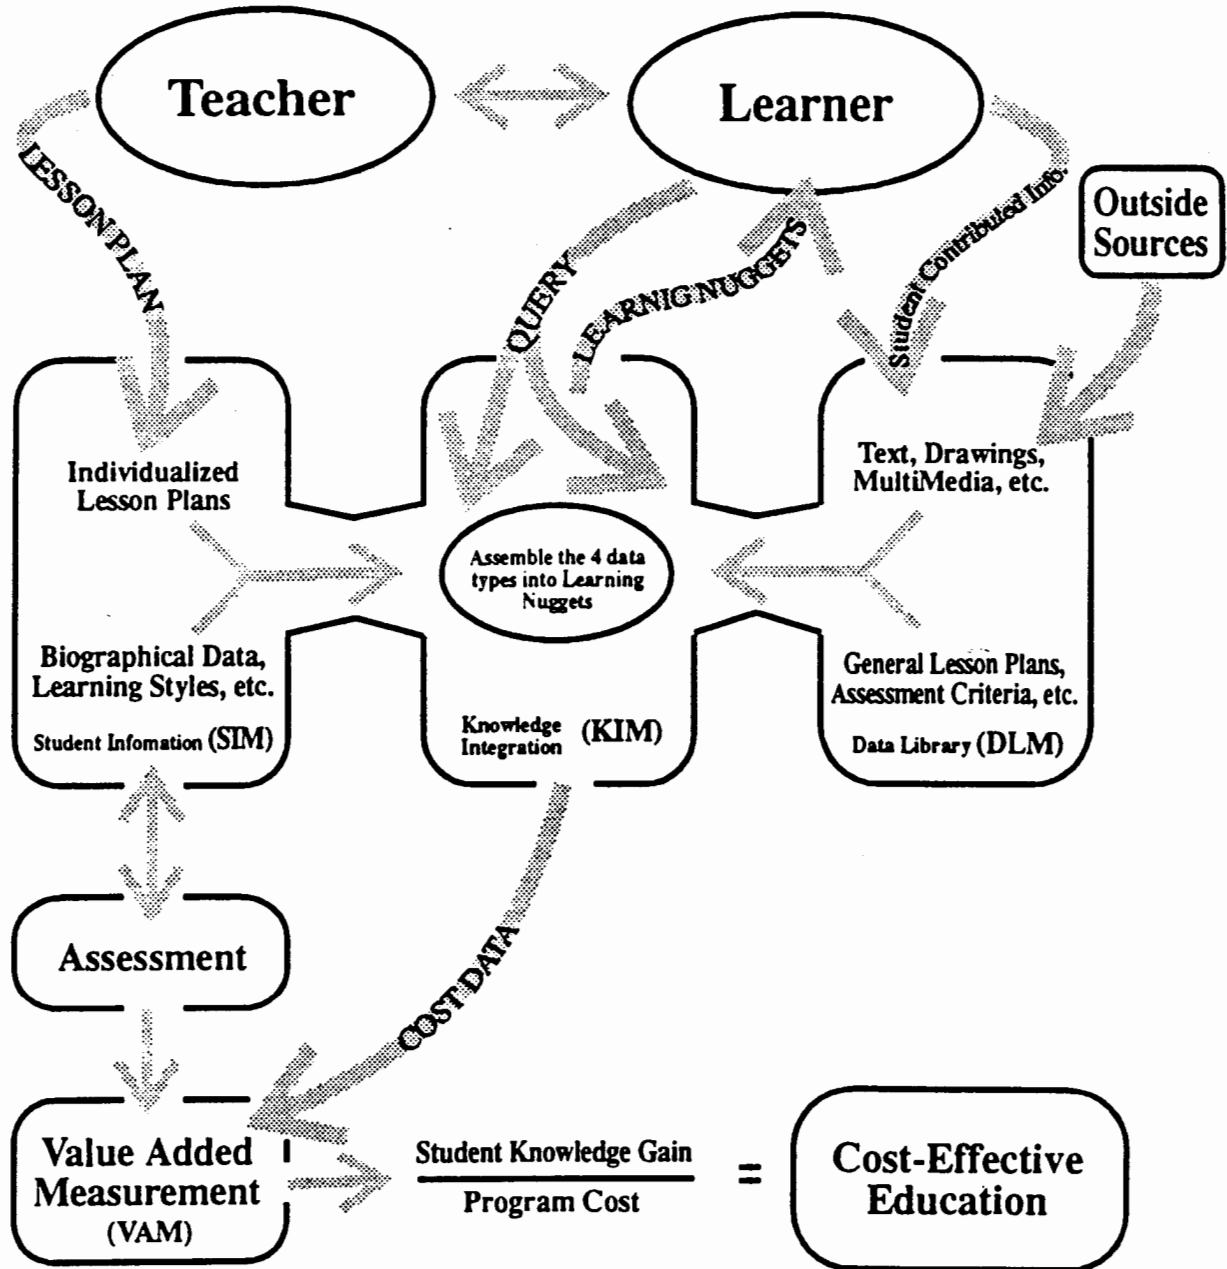 Teacher
Learner
LESSON PLAN
QUERY
LEARNIG NUGGETS
Student Contributed Info.
Outside
Sources
Individualized
Lesson Plans
Text, Drawings,
MultiMedia, etc.
Assemble the 4 data
types into Learning
Nuggets
Biographical Data,
Learning Styles, etc.
Student Infomation (SIM)
Knowledge
Integration (KIM)
General Lesson Plans,
Assessment Criteria, etc.
Data Library (DLM)
Assessment
COST DATA
Value Added
Measurement
(VAM)
Student Knowledge Gain
Program Cost
=
Cost-Effective
Education